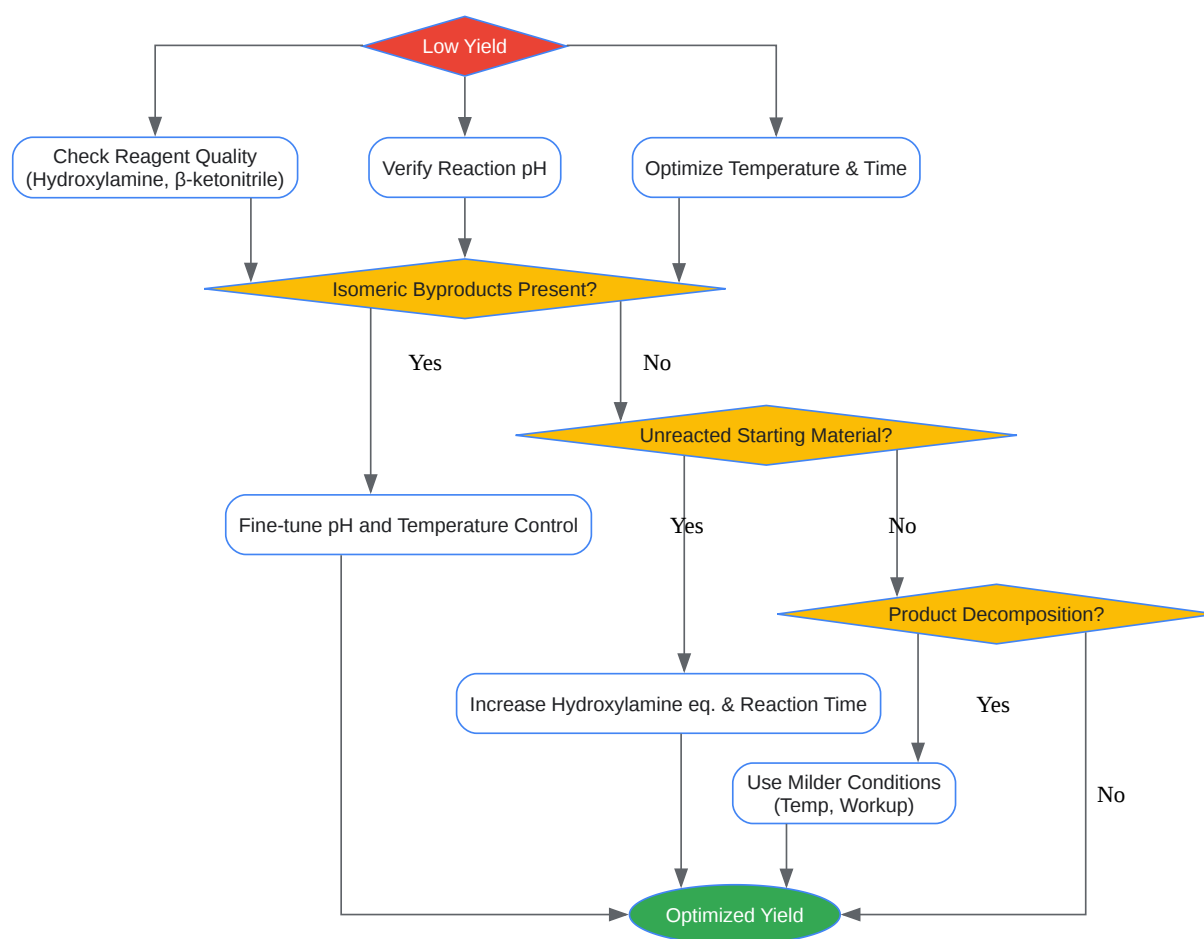 Low Yield
Check Reagent Quality
(Hydroxylamine, β-ketonitrile)
Verify Reaction pH
Optimize Temperature & Time
Isomeric Byproducts Present?
Yes
No
Unreacted Starting Material?
Fine-tune pH and Temperature Control
Yes
No
Product Decomposition?
Increase Hydroxylamine eq. & Reaction Time
Yes
Use Milder Conditions
(Temp, Workup)
No
Optimized Yield